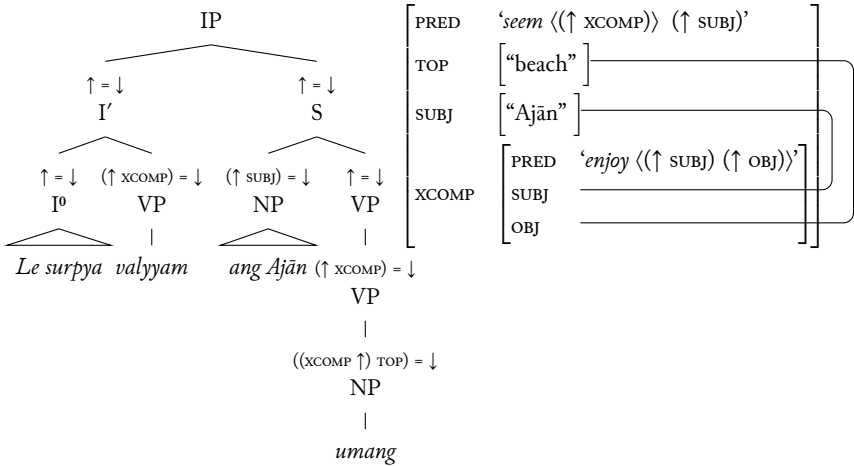 IP
↑ = ↓ ↑ = ↓
I′ S
↑ = ↓ (↑ XCOMP) = ↓ (↑ SUBJ) = ↓ ↑ = ↓
I⁰ VP NP VP
Le surpya valyyam ang Ajān (↑ XCOMP) = ↓
VP
((XCOMP ↑) TOP) = ↓
NP
umang
PRED ‘seem ⟨(↑ XCOMP)⟩ (↑ SUBJ)’
TOP [“beach”]
SUBJ [“Ajān”]
XCOMP
PRED ‘enjoy ⟨(↑ SUBJ) (↑ OBJ)⟩’
SUBJ
OBJ